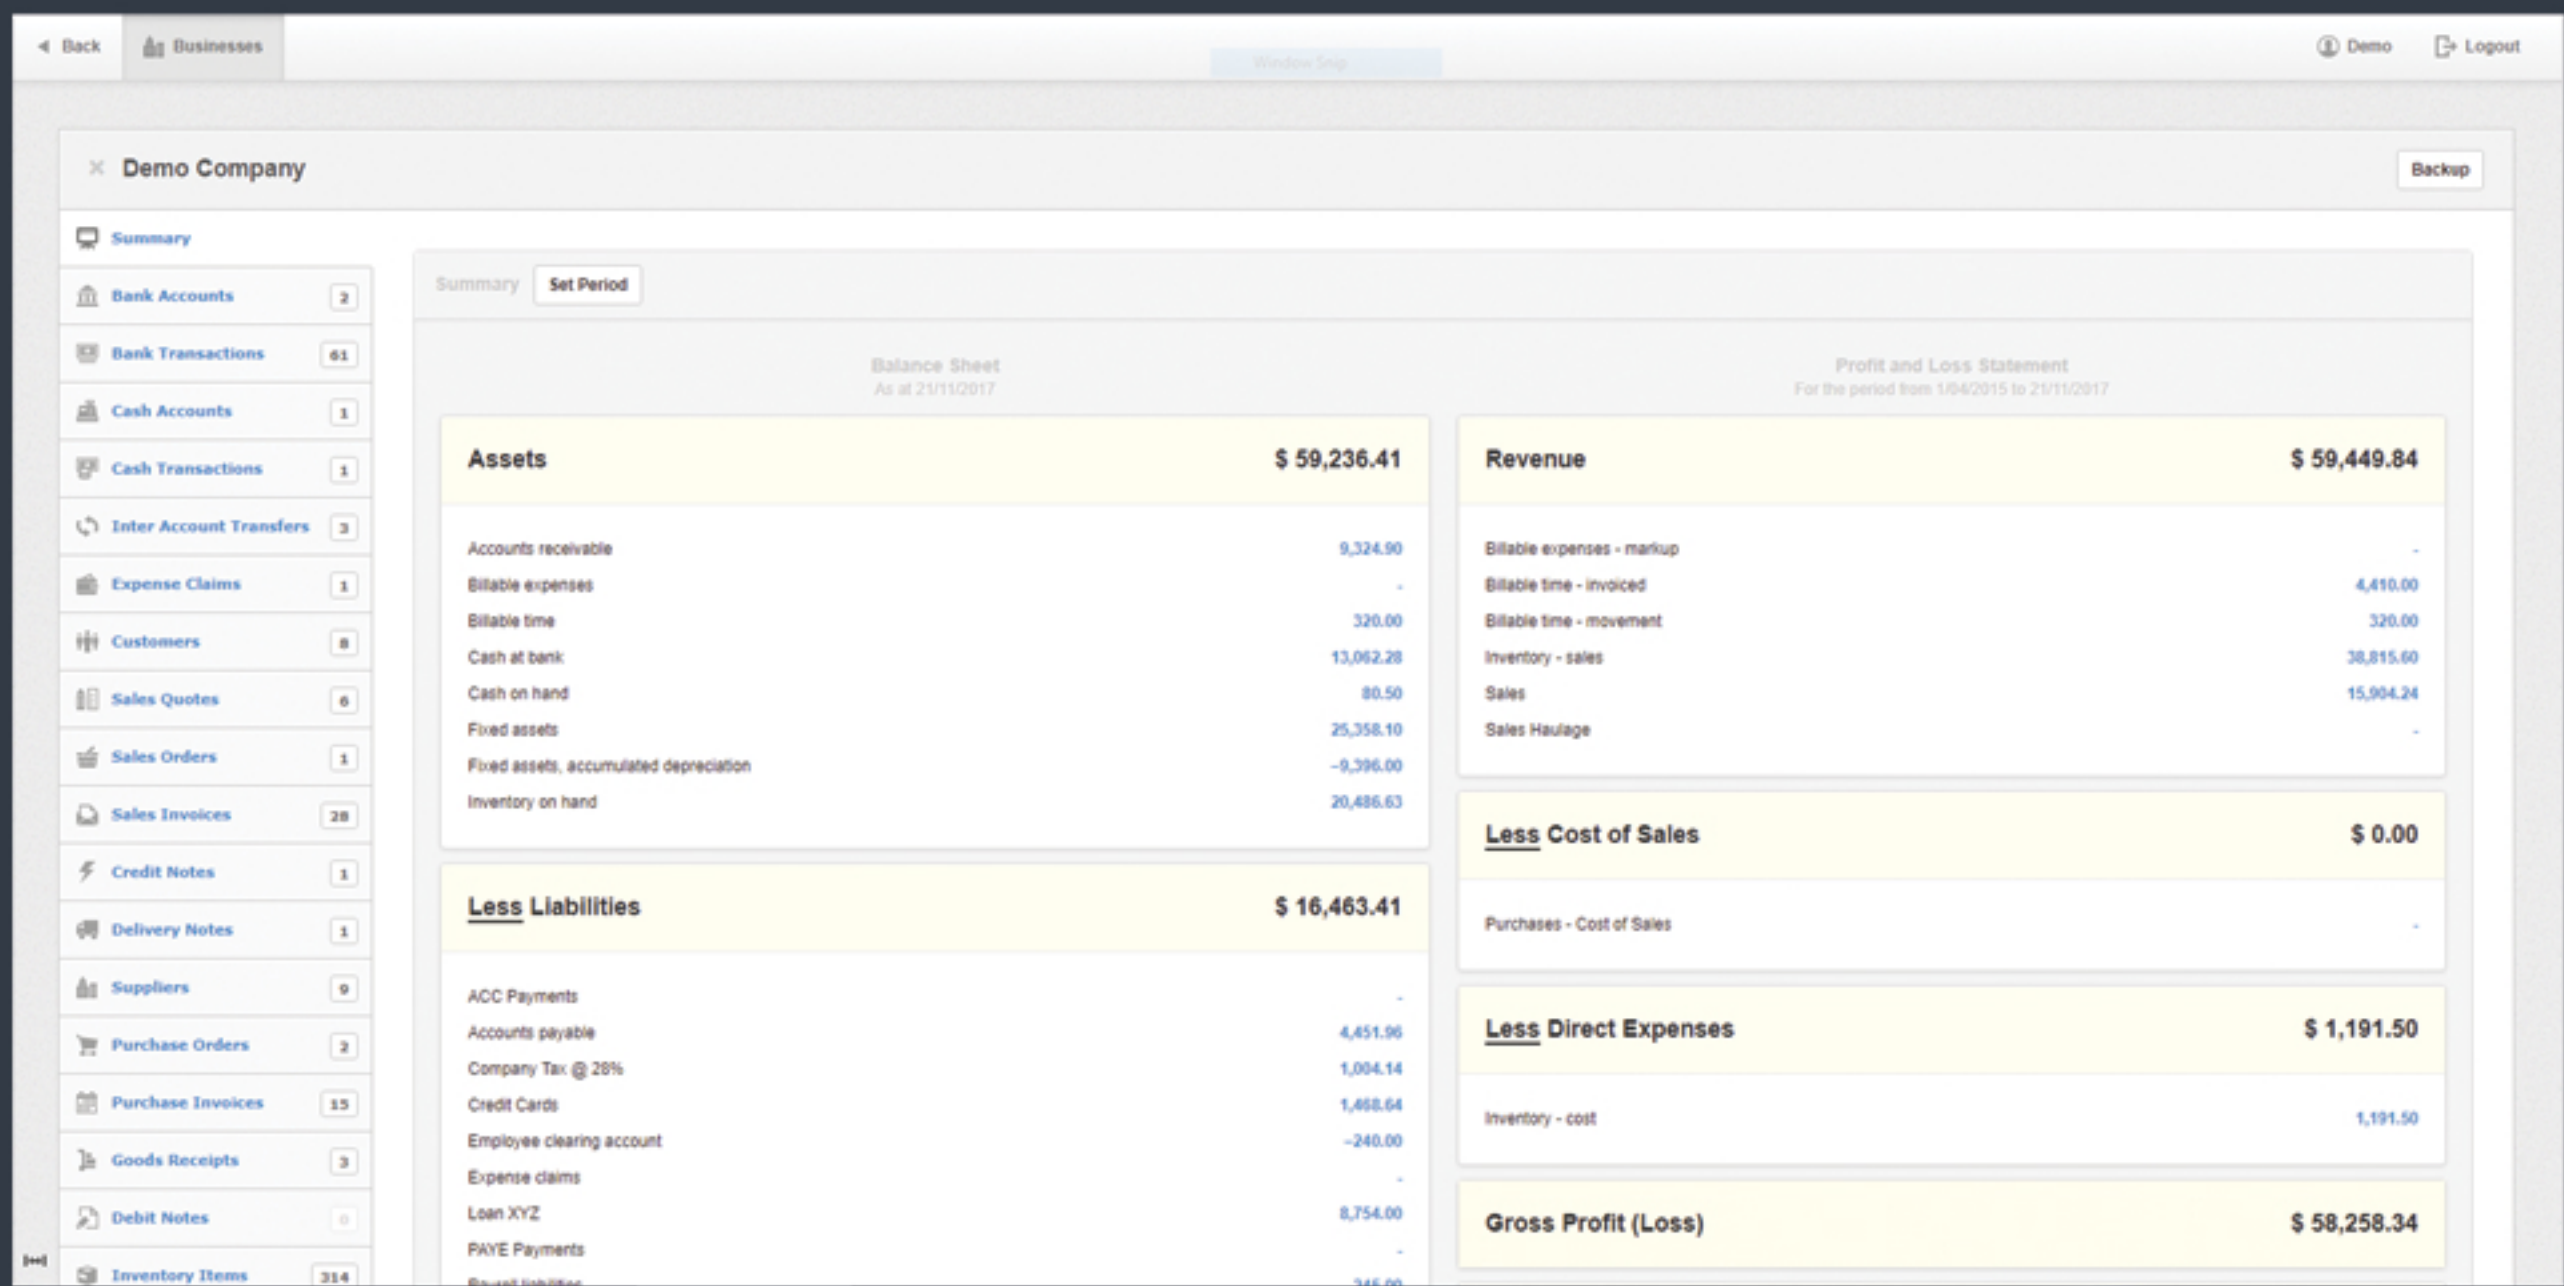 Back
Businesses
Window Snip
Demo
Logout
Demo Company
Backup
Summary
Bank Accounts 2
Bank Transactions 61
Cash Accounts 1
Cash Transactions 1
Inter Account Transfers 3
Expense Claims 1
Customers 8
Sales Quotes 6
Sales Orders 1
Sales Invoices 28
Credit Notes 1
Delivery Notes 1
Suppliers 9
Purchase Orders 2
Purchase Invoices 15
Goods Receipts 3
Debit Notes 0
Inventory Items 314
Summary Set Period
Balance Sheet
As at 21/11/2017
Assets $ 59,236.41
Accounts receivable 9,324.90
Billable expenses -
Billable time 320.00
Cash at bank 13,062.28
Cash on hand 80.50
Fixed assets 25,358.10
Fixed assets, accumulated depreciation -9,396.00
Inventory on hand 20,486.63
Less Liabilities $ 16,463.41
ACC Payments -
Accounts payable 4,451.96
Company Tax @ 28% 1,004.14
Credit Cards 1,468.64
Employee clearing account -240.00
Expense claims -
Loan XYZ 8,754.00
PAYE Payments -
Profit and Loss Statement
For the period from 1/04/2015 to 21/11/2017
Revenue $ 59,449.84
Billable expenses - markup -
Billable time - invoiced 4,410.00
Billable time - movement 320.00
Inventory - sales 38,815.60
Sales 15,904.24
Sales Haulage -
Less Cost of Sales $ 0.00
Purchases - Cost of Sales -
Less Direct Expenses $ 1,191.50
Inventory - cost 1,191.50
Gross Profit (Loss) $ 58,258.34